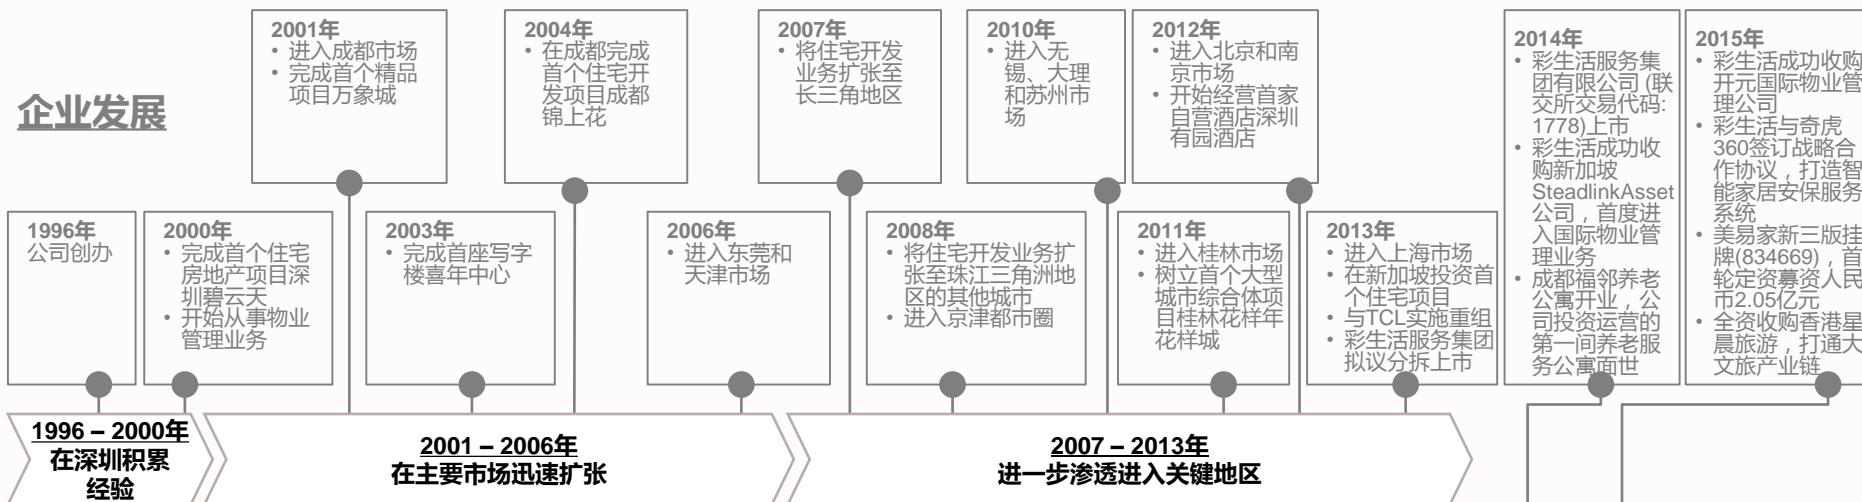 企业发展
1996年
公司创办
2000年
• 完成首个住宅
房地产项目深
圳碧云天
• 开始从事物业
管理业务
2001年
• 进入成都市场
• 完成首个精品
项目万象城
2003年
• 完成首座写字
楼喜年中心
2004年
• 在成都完成
首个住宅开
发项目成都
锦上花
2006年
• 进入东莞和
天津市场
2007年
• 将住宅开发
业务扩张至
长三角地区
2008年
• 将住宅开发业务扩
张至珠江三角洲地
区的其他城市
• 进入京津都市圈
2010年
• 进入无
锡、大理
和苏州市
场
2011年
• 进入桂林市场
• 树立首个大型
城市综合体项
目桂林花样年
花样城
2012年
• 进入北京和南
京市场
• 开始经营首家
自营酒店深圳
有园酒店
2013年
• 进入上海市场
• 在新加坡投资首
个住宅项目
• 与TCL实施重组
• 彩生活服务集团
拟议分拆上市
2014年
• 彩生活服务集
团有限公司 (联
交所交易代码:
1778)上市
• 彩生活成功收
购新加坡
SteadlinkAsset
公司，首度进
入国际物业管
理业务
• 成都福邻养老
公寓开业，公
司投资运营的
第一间养老服
务公寓面世
2015年
• 彩生活成功收购
开元国际物业管
理公司
• 彩生活与奇虎
360签订战略合
作协议，打造智
能家居安保服务
系统
• 美易家新三版挂
牌(834669)，首
轮定资募资人民
币2.05亿元
• 全资收购香港星
晨旅游，打通大
文旅产业链
1996 – 2000年
在深圳积累
经验
2001 – 2006年
在主要市场迅速扩张
2007 – 2013年
进一步渗透进入关键地区